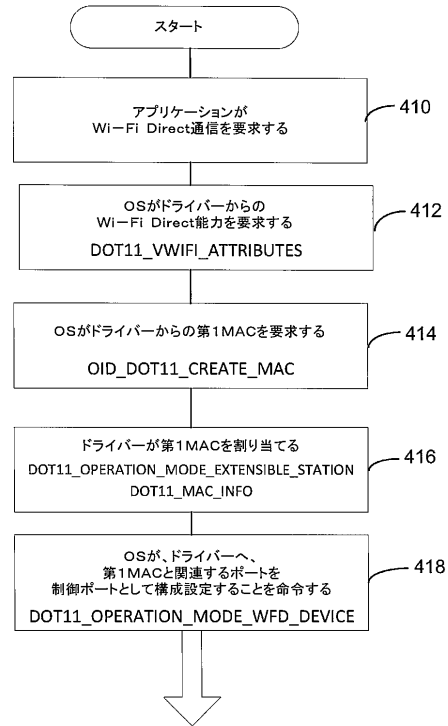 スタート
アプリケーションが
Wi-Fi Direct通信を要求する
410
OSがドライバーからの
Wi-Fi Direct能力を要求する
DOT11_VWIFI_ATTRIBUTES
412
OSがドライバーからの第1MACを要求する
OID_DOT11_CREATE_MAC
414
ドライバーが第1MACを割り当てる
DOT11_OPERATION_MODE_EXTENSIBLE_STATION
DOT11_MAC_INFO
416
OSが、ドライバーへ、
第1MACと関連するポートを
制御ポートとして構成設定することを命令する
DOT11_OPERATION_MODE_WFD_DEVICE
418